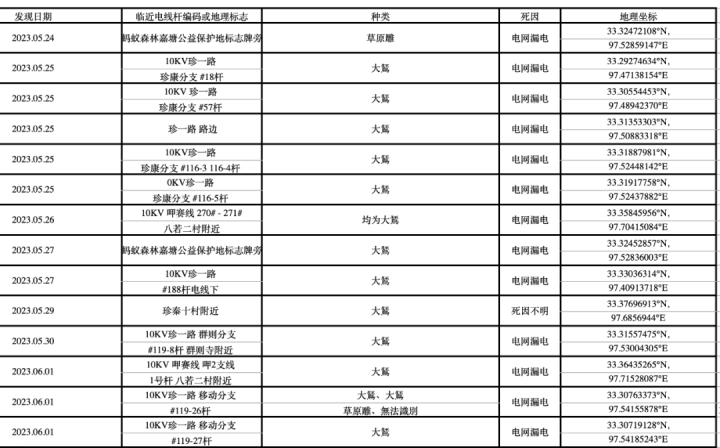 发现日期 临近电线杆编码或地理标志 种类 死因 地理坐标
2023.05.24 蚂蚁森林嘉塘公益保护地标志牌旁 草原雕 电网漏电 33.32472108°N,
97.52859147°E
2023.05.25 10KV珍一路 大鵟 电网漏电 33.29274634°N,
珍康分支 #18杆 97.47138154°E
2023.05.25 10KV 珍一路 大鵟 电网漏电 33.30554453°N,
珍康分支 #57杆 97.48942370°E
2023.05.25 珍一路 路边 大鵟 电网漏电 33.31353303°N,
97.50883318°E
2023.05.25 10KV珍一路 大鵟 电网漏电 33.31887981°N,
珍康分支 #116-3 116-4杆 97.52448142°E
2023.05.25 0KV珍一路 大鵟 电网漏电 33.31917758°N,
珍康分支 #116-5杆 97.52437882°E
2023.05.26 10KV 呷赛线 270# - 271# 均为大鵟 电网漏电 33.35845956°N,
八若二村附近 97.70415084°E
2023.05.27 蚂蚁森林嘉塘公益保护地标志牌旁 大鵟 电网漏电 33.32452857°N,
97.52836003°E
2023.05.27 10KV珍一路 大鵟 电网漏电 33.33036314°N,
#188杆电线下 97.40913718°E
2023.05.29 珍秦十村附近 大鵟 死因不明 33.37696913°N,
97.6856944°E
2023.05.30 10KV珍一路 群则分支 大鵟 电网漏电 33.31557475°N,
#119-8杆 群则寺附近 97.53004305°E
2023.06.01 10KV 呷赛线 呷2支线 大鵟 电网漏电 33.36435265°N,
1号杆 八若二村附近 97.71528087°E
2023.06.01 10KV珍一路 移动分支 大鵟、大鵟 电网漏电 33.30763373°N,
#119-26杆 草原雕、無法識別 97.54155878°E
2023.06.01 10KV珍一路 移动分支 大鵟 电网漏电 33.30719128°N,
#119-27杆 97.54185243°E